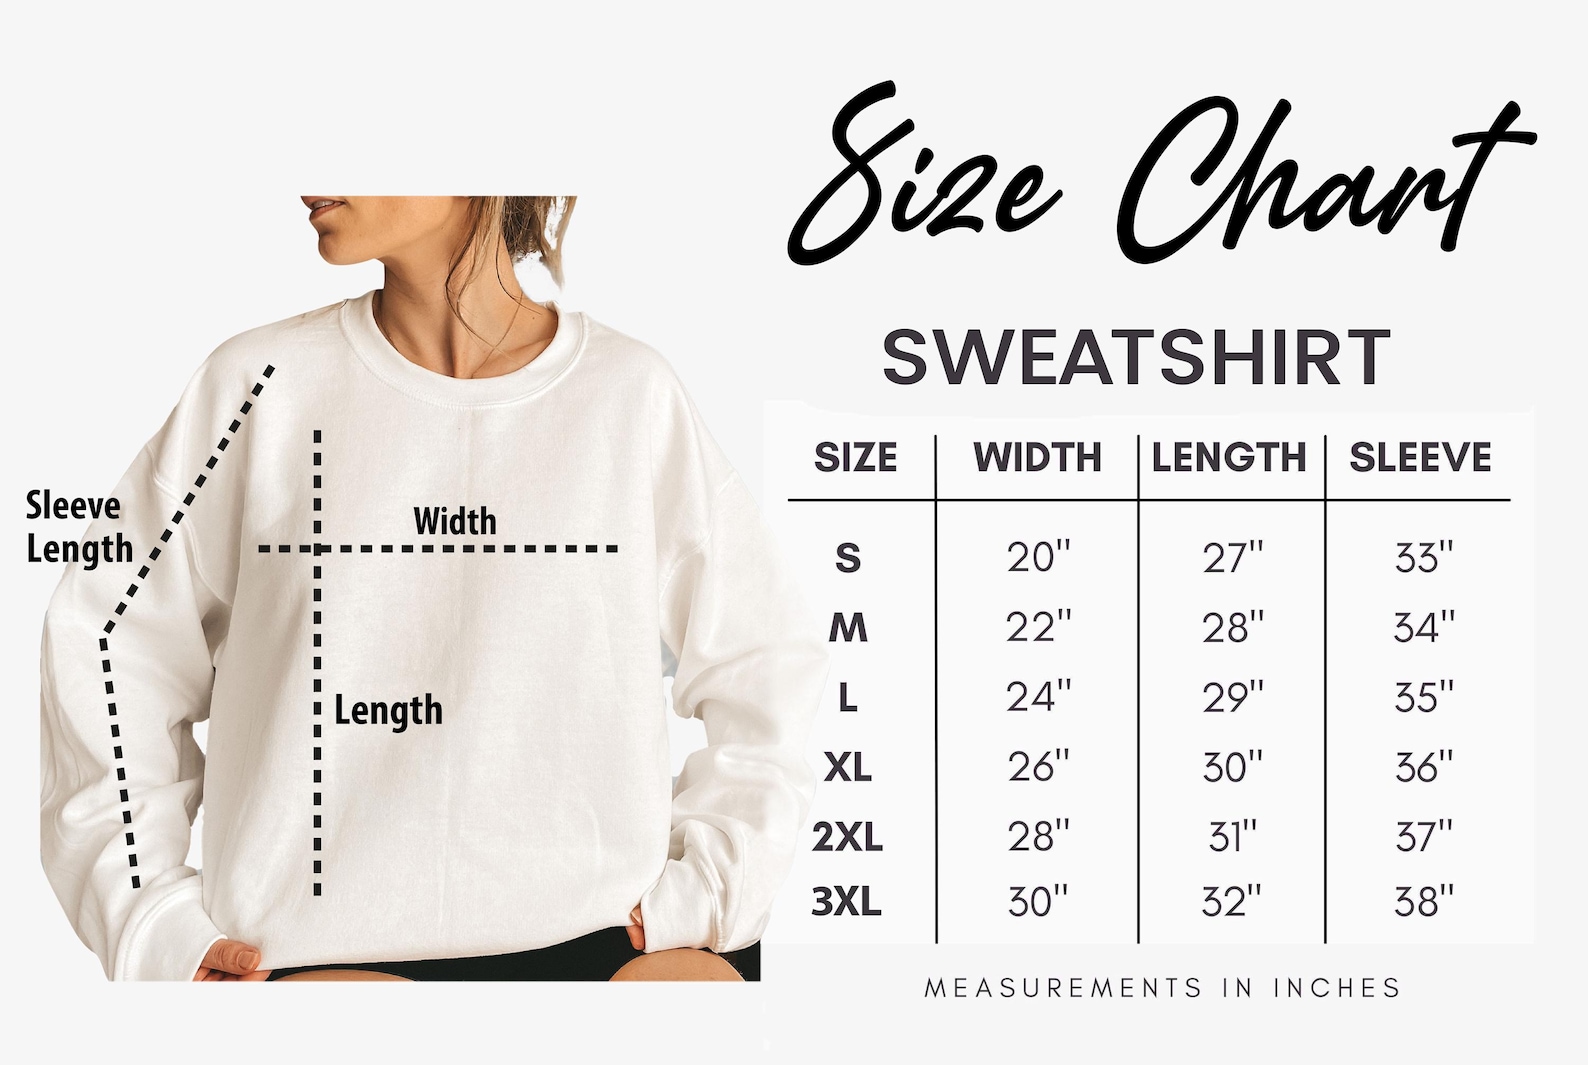 Size Chart
SWEATSHIRT
SIZE WIDTH LENGTH SLEEVE
S 20" 27" 33"
M 22" 28" 34"
L 24" 29" 35"
XL 26" 30" 36"
2XL 28" 31" 37"
3XL 30" 32" 38"
MEASUREMENTS IN INCHES
Sleeve
Length
Width
Length